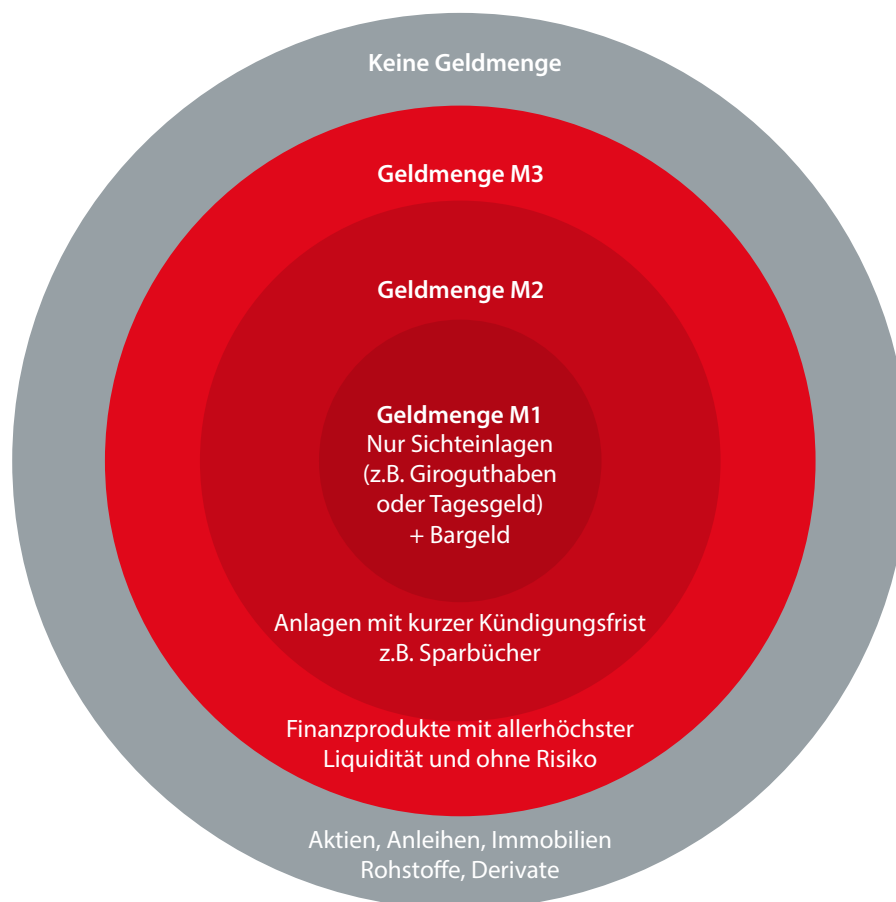 Keine Geldmenge
Geldmenge M3
Geldmenge M2
Geldmenge M1
Nur Sichteinlagen
(z.B. Giroguthaben
oder Tagesgeld)
+ Bargeld
Anlagen mit kurzer Kündigungsfrist
z.B. Sparbücher
Finanzprodukte mit allerhöchster
Liquidität und ohne Risiko
Aktien, Anleihen, Immobilien
Rohstoffe, Derivate